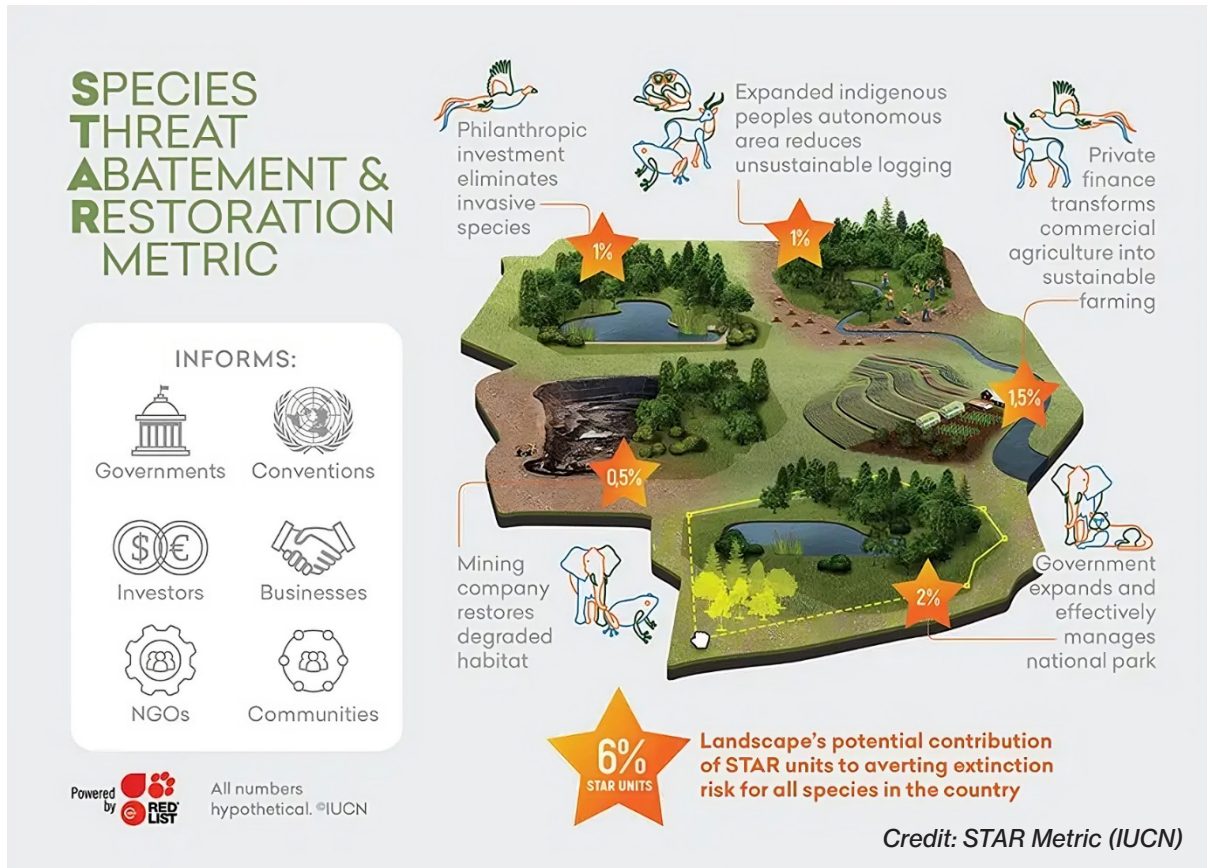 SPECIES
THREAT
ABATEMENT &
RESTORATION
METRIC
INFORMS:
Governments
Conventions
Investors
Businesses
NGOs
Communities
Powered
by
RED
LIST
All numbers
hypothetical. ©IUCN
Philanthropic
investment
eliminates
invasive
species
1%
Expanded indigenous
peoples autonomous
area reduces
unsustainable logging
1%
Private
finance
transforms
commercial
agriculture into
sustainable
farming
1,5%
0,5%
Mining
company
restores
degraded
habitat
2%
Government
expands and
effectively
manages
national park
6%
STAR UNITS
Landscape's potential contribution
of STAR units to averting extinction
risk for all species in the country
Credit: STAR Metric (IUCN)